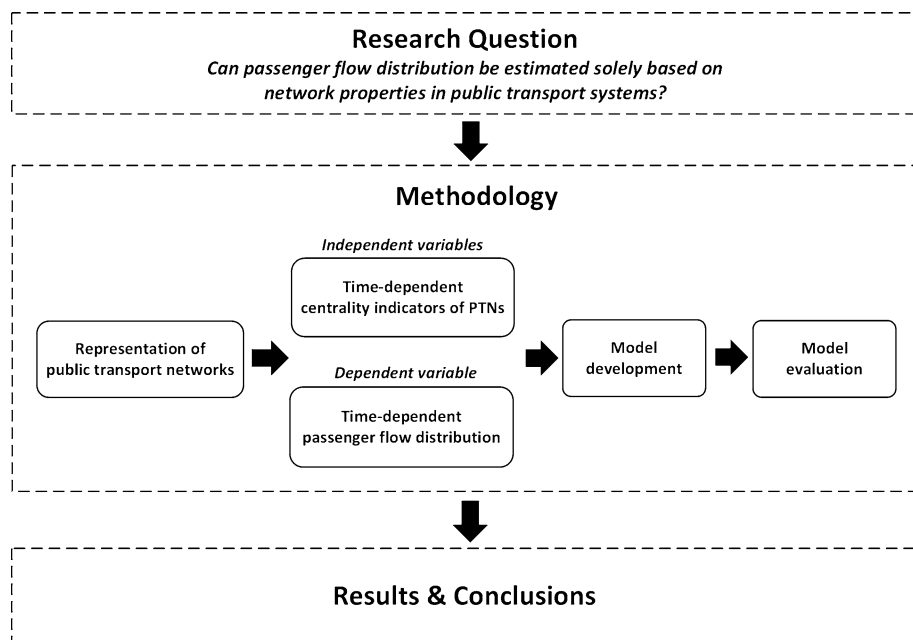 Research Question
Can passenger flow distribution be estimated solely based on
network properties in public transport systems?
Methodology
Representation of
public transport networks
Independent variables
Time-dependent
centrality indicators of PTNs
Dependent variable
Time-dependent
passenger flow distribution
Model
development
Model
evaluation
Results & Conclusions